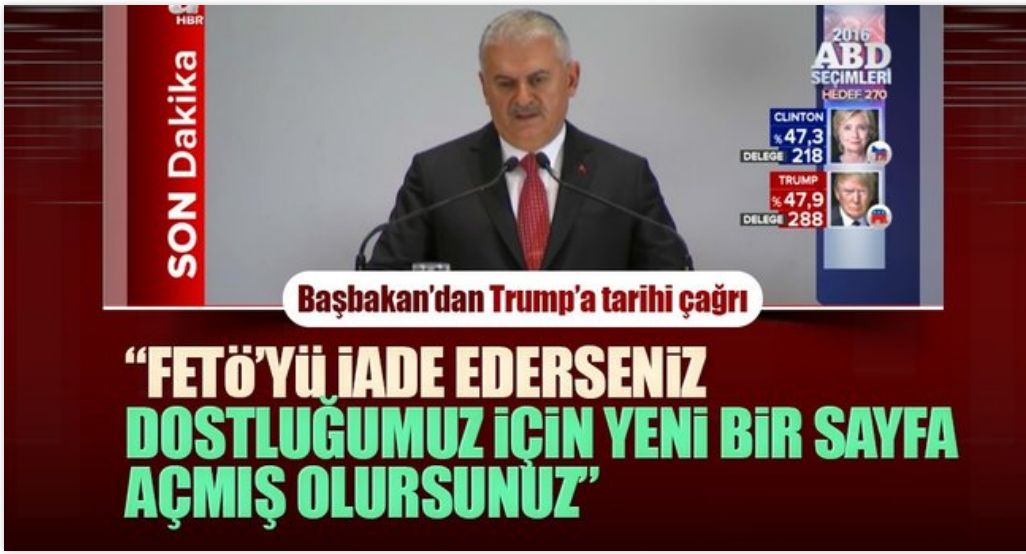 HBR
SON Dakika
2016
ABD
SEÇİMLERİ
HEDEF 270
CLINTON
%47,3
DELEGE 218
TRUMP
%47,9
DELEGE 288
Başbakan’dan Trump’a tarihi çağrı
“FETÖ’YÜ İADE EDERSENİZ
DOSTLUĞUMUZ İÇİN YENİ BİR SAYFA
AÇMIŞ OLURSUNUZ”